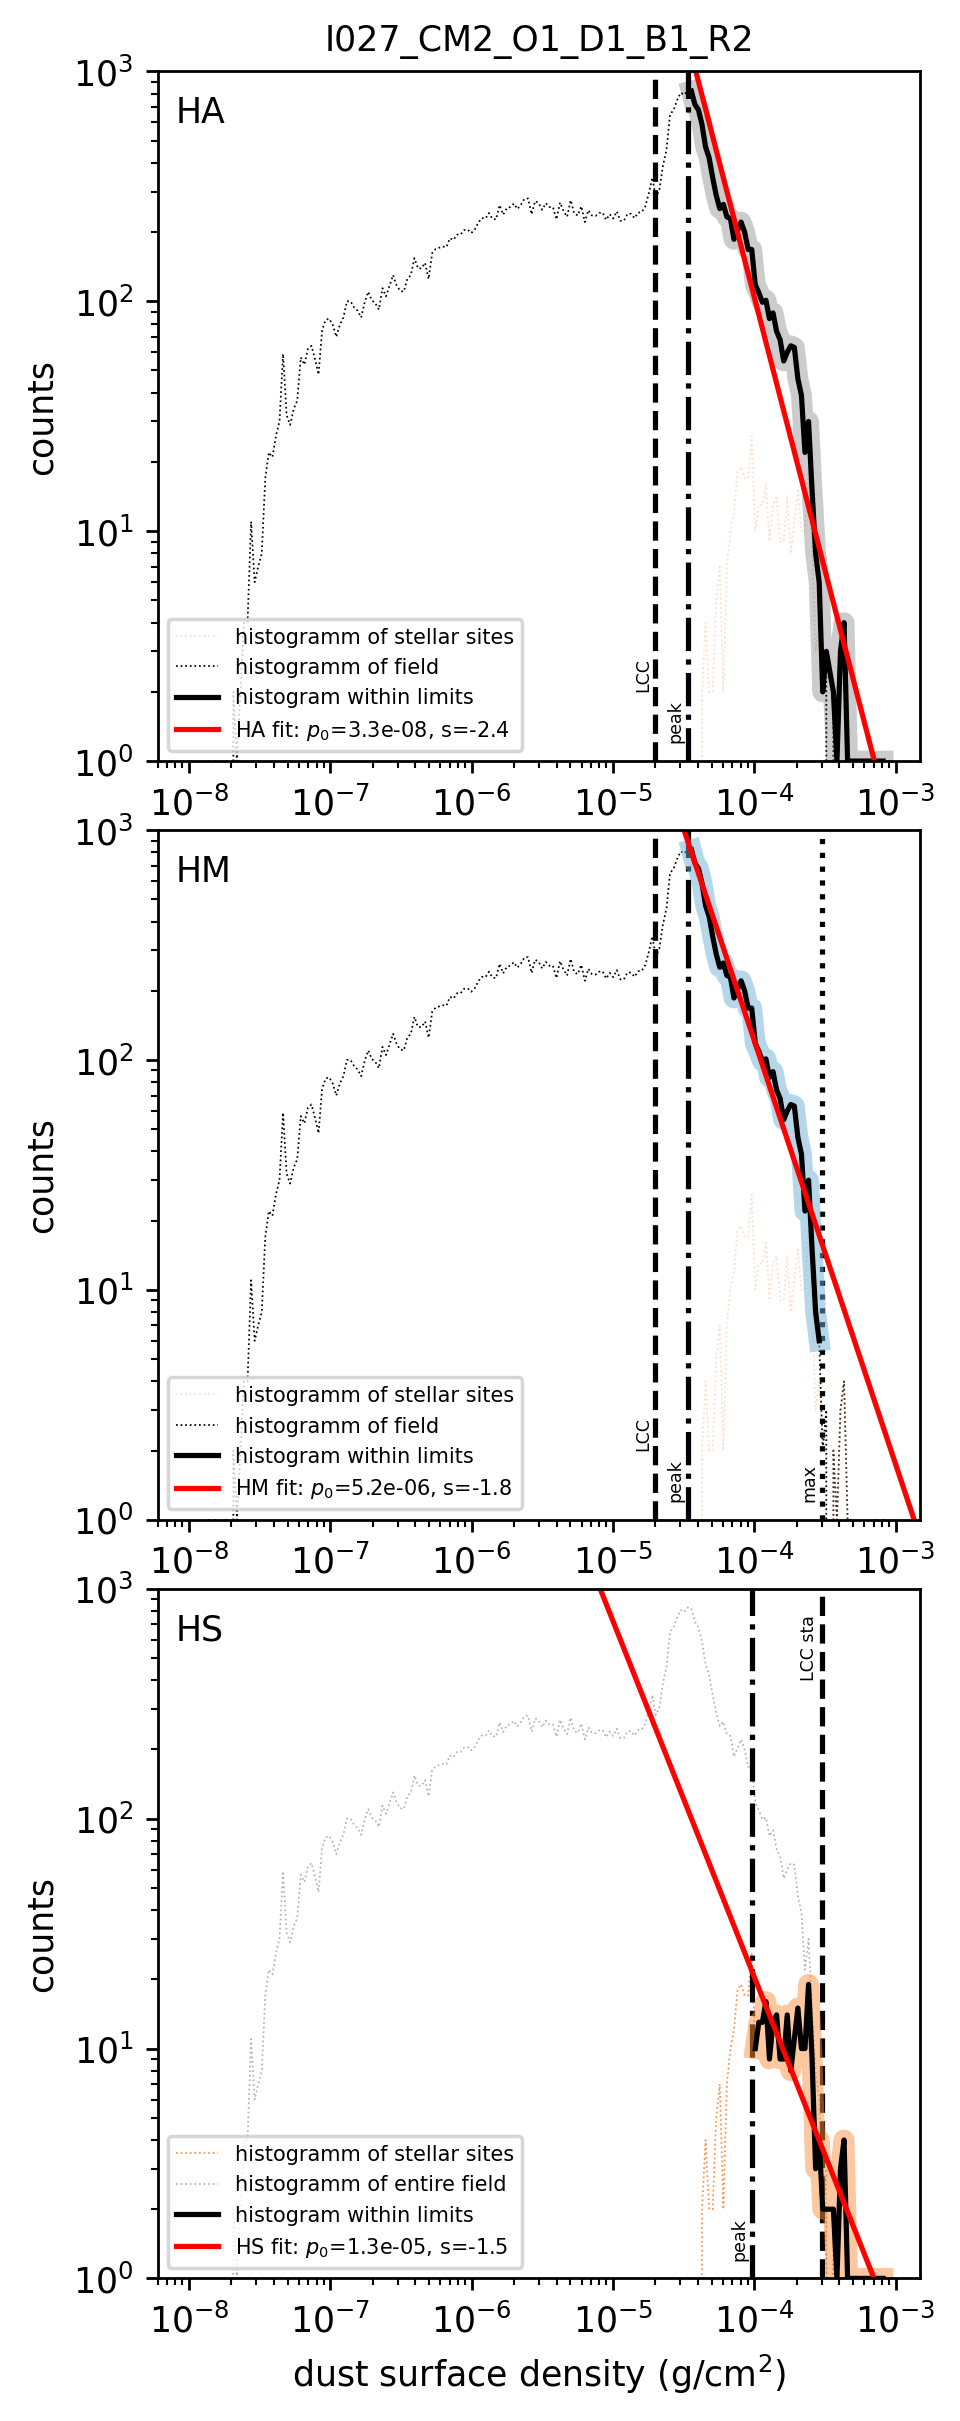 I027_CM2_O1_D1_B1_R2
HA
counts
10³
10²
10¹
10⁰
LCC
peak
histogramm of stellar sites
histogramm of field
histogram within limits
HA fit: p₀=3.3e-08, s=-2.4
10⁻⁸ 10⁻⁷ 10⁻⁶ 10⁻⁵ 10⁻⁴ 10⁻³
HM
counts
10³
10²
10¹
10⁰
LCC
peak
max
histogramm of stellar sites
histogramm of field
histogram within limits
HM fit: p₀=5.2e-06, s=-1.8
10⁻⁸ 10⁻⁷ 10⁻⁶ 10⁻⁵ 10⁻⁴ 10⁻³
HS
counts
10³
10²
10¹
10⁰
LCC sta
peak
histogramm of stellar sites
histogramm of entire field
histogram within limits
HS fit: p₀=1.3e-05, s=-1.5
10⁻⁸ 10⁻⁷ 10⁻⁶ 10⁻⁵ 10⁻⁴ 10⁻³
dust surface density (g/cm²)